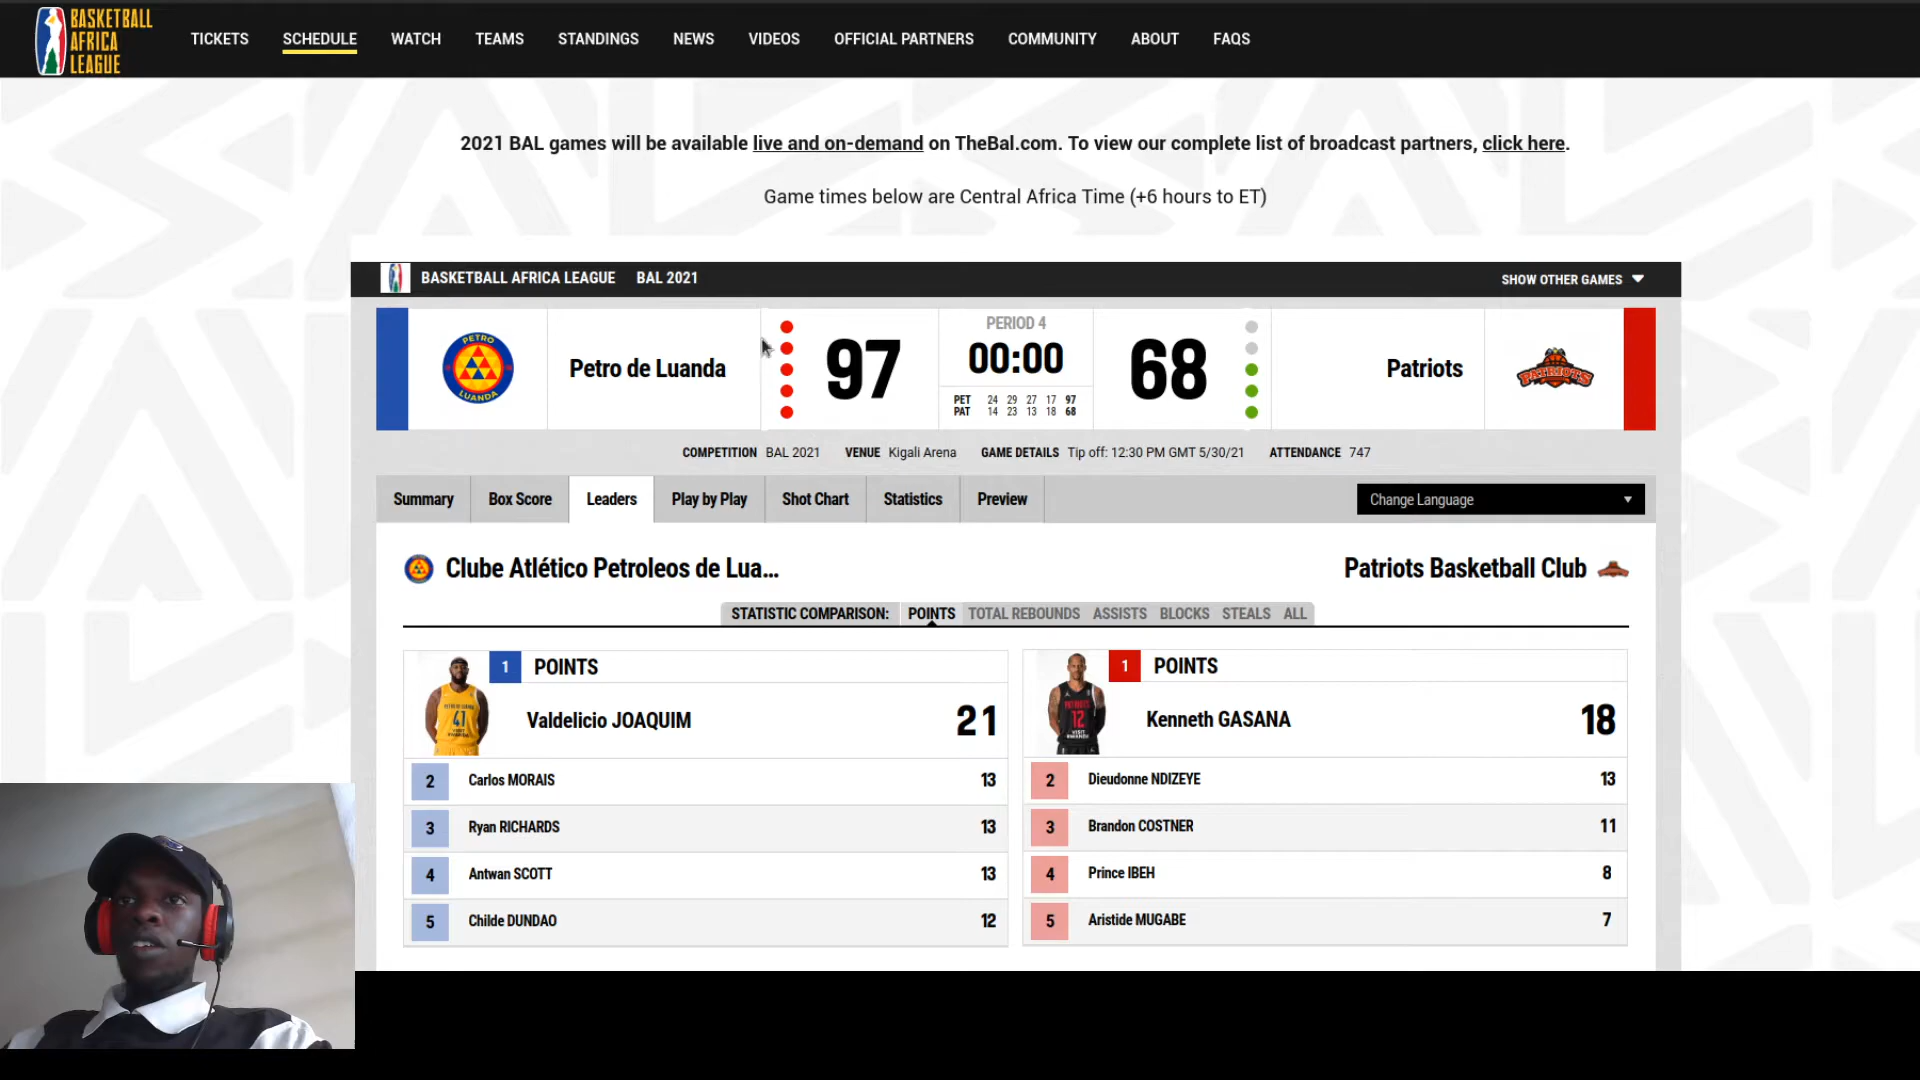 BASKETBALL
AFRICA
LEAGUE
TICKETS SCHEDULE WATCH TEAMS STANDINGS NEWS VIDEOS OFFICIAL PARTNERS COMMUNITY ABOUT FAQS
2021 BAL games will be available live and on-demand on TheBal.com. To view our complete list of broadcast partners, click here.
Game times below are Central Africa Time (+6 hours to ET)
BASKETBALL AFRICA LEAGUE BAL 2021 SHOW OTHER GAMES
PETRO
LUANDA
Petro de Luanda
97
PERIOD 4
00:00
PET 24 29 27 17 97
PAT 14 23 13 18 68
68
Patriots
PATRIOTS
COMPETITION BAL 2021 VENUE Kigali Arena GAME DETAILS Tip off: 12:30 PM GMT 5/30/21 ATTENDANCE 747
Summary Box Score Leaders Play by Play Shot Chart Statistics Preview Change Language
Clube Atlético Petroleos de Lua... Patriots Basketball Club
STATISTIC COMPARISON: POINTS TOTAL REBOUNDS ASSISTS BLOCKS STEALS ALL
1 POINTS
41
Valdelicio JOAQUIM 21
2 Carlos MORAIS 13
3 Ryan RICHARDS 13
4 Antwan SCOTT 13
5 Childe DUNDAO 12
1 POINTS
12
Kenneth GASANA 18
2 Dieudonne NDIZEYE 13
3 Brandon COSTNER 11
4 Prince IBEH 8
5 Aristide MUGABE 7